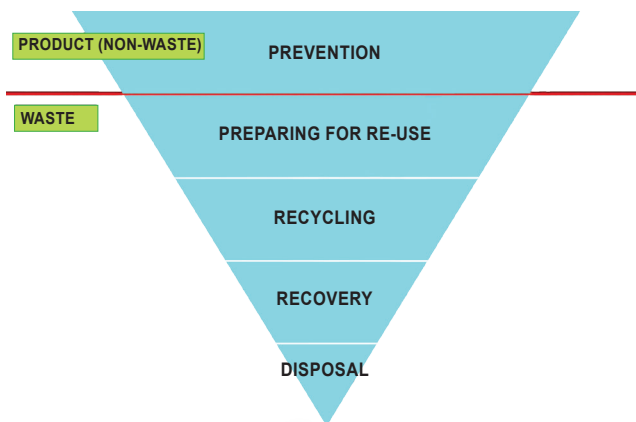 PRODUCT (NON-WASTE)
PREVENTION
WASTE
PREPARING FOR RE-USE
RECYCLING
RECOVERY
DISPOSAL